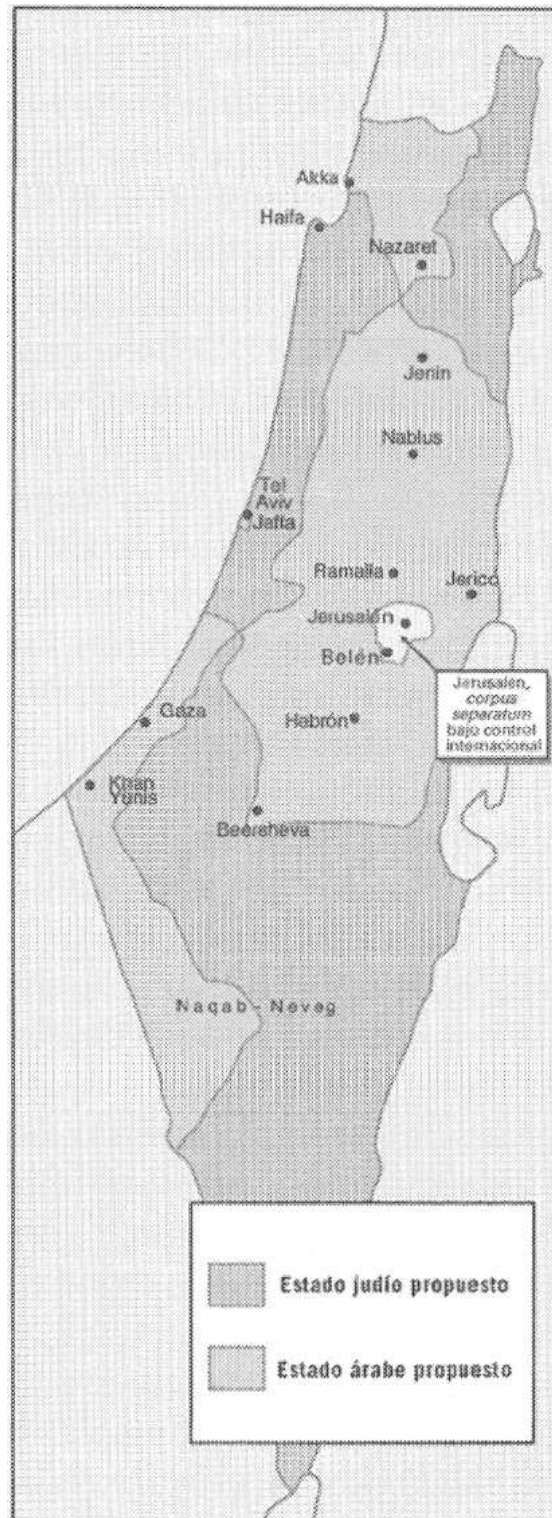 Akka
Haifa
Nazaret
Jenin
Nablus
Tel
Aviv
Jaffa
Ramalla
Jericó
Jerusalén
Belén
Jerusalén,
corpus
separatum
bajo control
internacional
Gaza
Hebrón
Khan
Yunis
Beersheva
Naqab - Neveg
Estado judío propuesto
Estado árabe propuesto